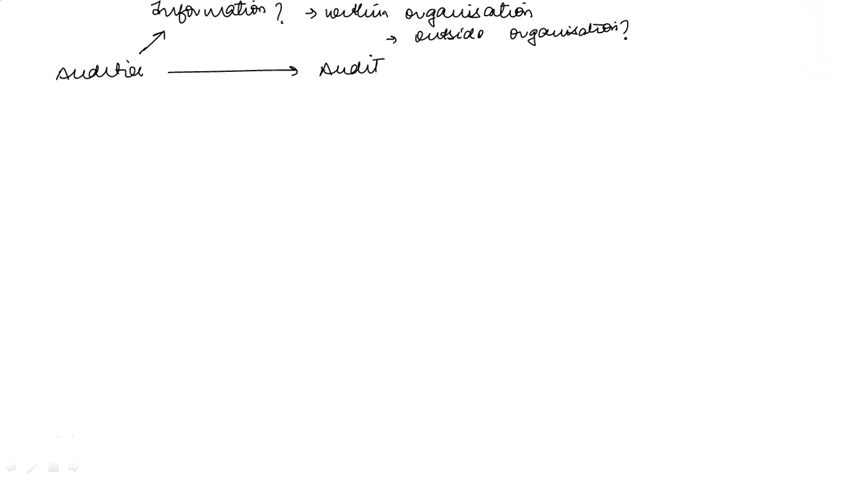 Information? → within organisation
→ outside organisation?
Auditor → Audit